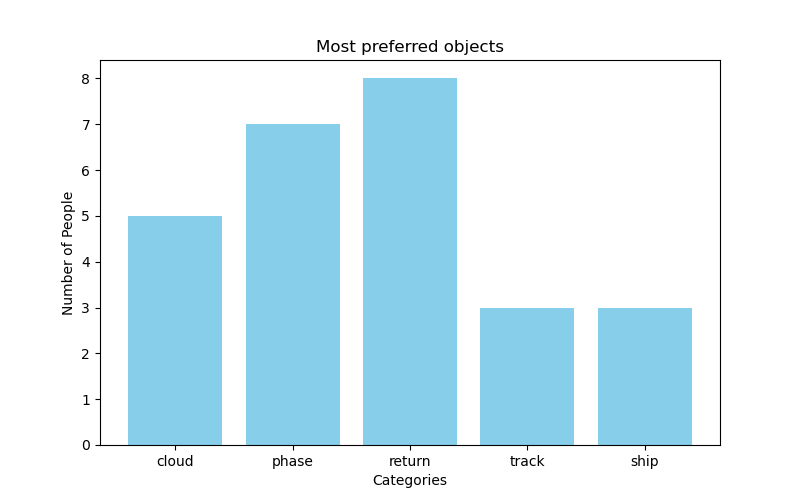 Most preferred objects
Number of People
8
7
6
5
4
3
2
1
0
cloud phase return track ship
Categories